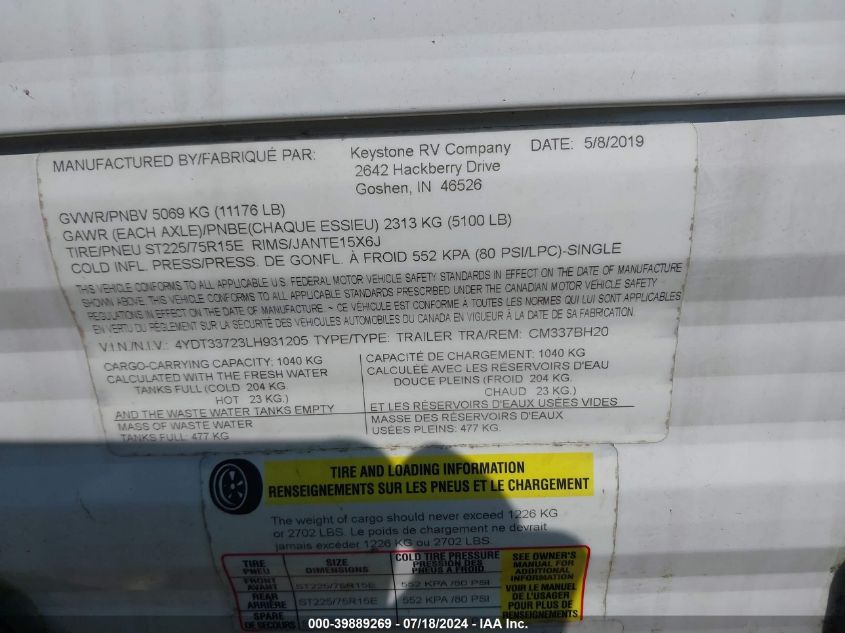 MANUFACTURED BY/FABRIQUÉ PAR: Keystone RV Company DATE: 5/8/2019
2642 Hackberry Drive
Goshen, IN 46526
GVWR/PNBV 5069 KG (11176 LB)
GAWR (EACH AXLE)/PNBE(CHAQUE ESSIEU) 2313 KG (5100 LB)
TIRE/PNEU ST225/75R15E RIMS/JANTE15X6J
COLD INFL. PRESS/PRESS. DE GONFL. À FROID 552 KPA (80 PSI/LPC)-SINGLE
THIS VEHICLE CONFORMS TO ALL APPLICABLE U.S. FEDERAL MOTOR VEHICLE SAFETY STANDARDS IN EFFECT ON THE DATE OF MANUFACTURE
SHOWN ABOVE. THIS VEHICLE CONFORMS TO ALL APPLICABLE STANDARDS PRESCRIBED UNDER THE CANADIAN MOTOR VEHICLE SAFETY
REGULATIONS IN EFFECT ON THE DATE OF MANUFACTURE. ~ CE VÉHICULE EST CONFORME À TOUTES LES NORMES QUI LUI SONT APPLICABLES
EN VERTU DU RÈGLEMENT SUR LA SÉCURITÉ DES VÉHICULES AUTOMOBILES DU CANADA EN VIGUEUR À LA DATE DE SA FABRICATION.
V.I.N./N.I.V.: 4YDT33723LH931205 TYPE/TYPE: TRAILER TRA/REM: CM337BH20
CARGO-CARRYING CAPACITY: 1040 KG
CALCULATED WITH THE FRESH WATER
TANKS FULL (COLD 204 KG.
HOT 23 KG.)
AND THE WASTE WATER TANKS EMPTY
MASS OF WASTE WATER
TANKS FULL: 477 KG
CAPACITÉ DE CHARGEMENT: 1040 KG
CALCULÉE AVEC LES RÉSERVOIRS D'EAU
DOUCE PLEINS (FROID 204 KG.
CHAUD 23 KG.)
ET LES RÉSERVOIRS D'EAUX USÉES VIDES
MASSE DES RÉSERVOIRS D'EAUX
USÉES PLEINS: 477 KG.
TIRE AND LOADING INFORMATION
RENSEIGNEMENTS SUR LES PNEUS ET LE CHARGEMENT
The weight of cargo should never exceed 1226 KG
or 2702 LBS. Le poids de chargement ne devrait
jamais excéder 1226 KG ou 2702 LBS.
TIRE
PNEU
SIZE
DIMENSIONS
COLD TIRE PRESSURE
PRESSION DES
PNEUS À FROID
FRONT
AVANT
ST225/75R15E
552 KPA /80 PSI
REAR
ARRIÈRE
ST225/75R15E
552 KPA /80 PSI
SPARE
DE SECOURS
SEE OWNER'S
MANUAL FOR
ADDITIONAL
INFORMATION
VOIR LE MANUEL
DE L'USAGER
POUR PLUS DE
RENSEIGNEMENTS
000-39889269 - 07/18/2024 - IAA Inc.